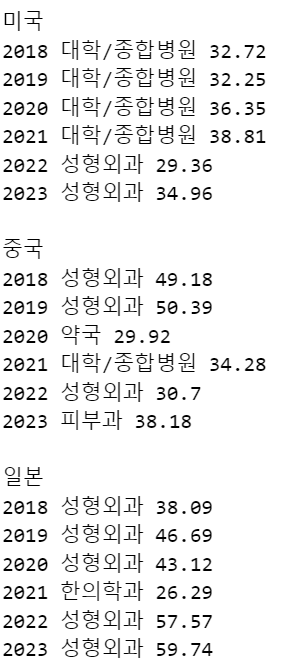 미국
2018 대학/종합병원 32.72
2019 대학/종합병원 32.25
2020 대학/종합병원 36.35
2021 대학/종합병원 38.81
2022 성형외과 29.36
2023 성형외과 34.96
중국
2018 성형외과 49.18
2019 성형외과 50.39
2020 약국 29.92
2021 대학/종합병원 34.28
2022 성형외과 30.7
2023 피부과 38.18
일본
2018 성형외과 38.09
2019 성형외과 46.69
2020 성형외과 43.12
2021 한의학과 26.29
2022 성형외과 57.57
2023 성형외과 59.74